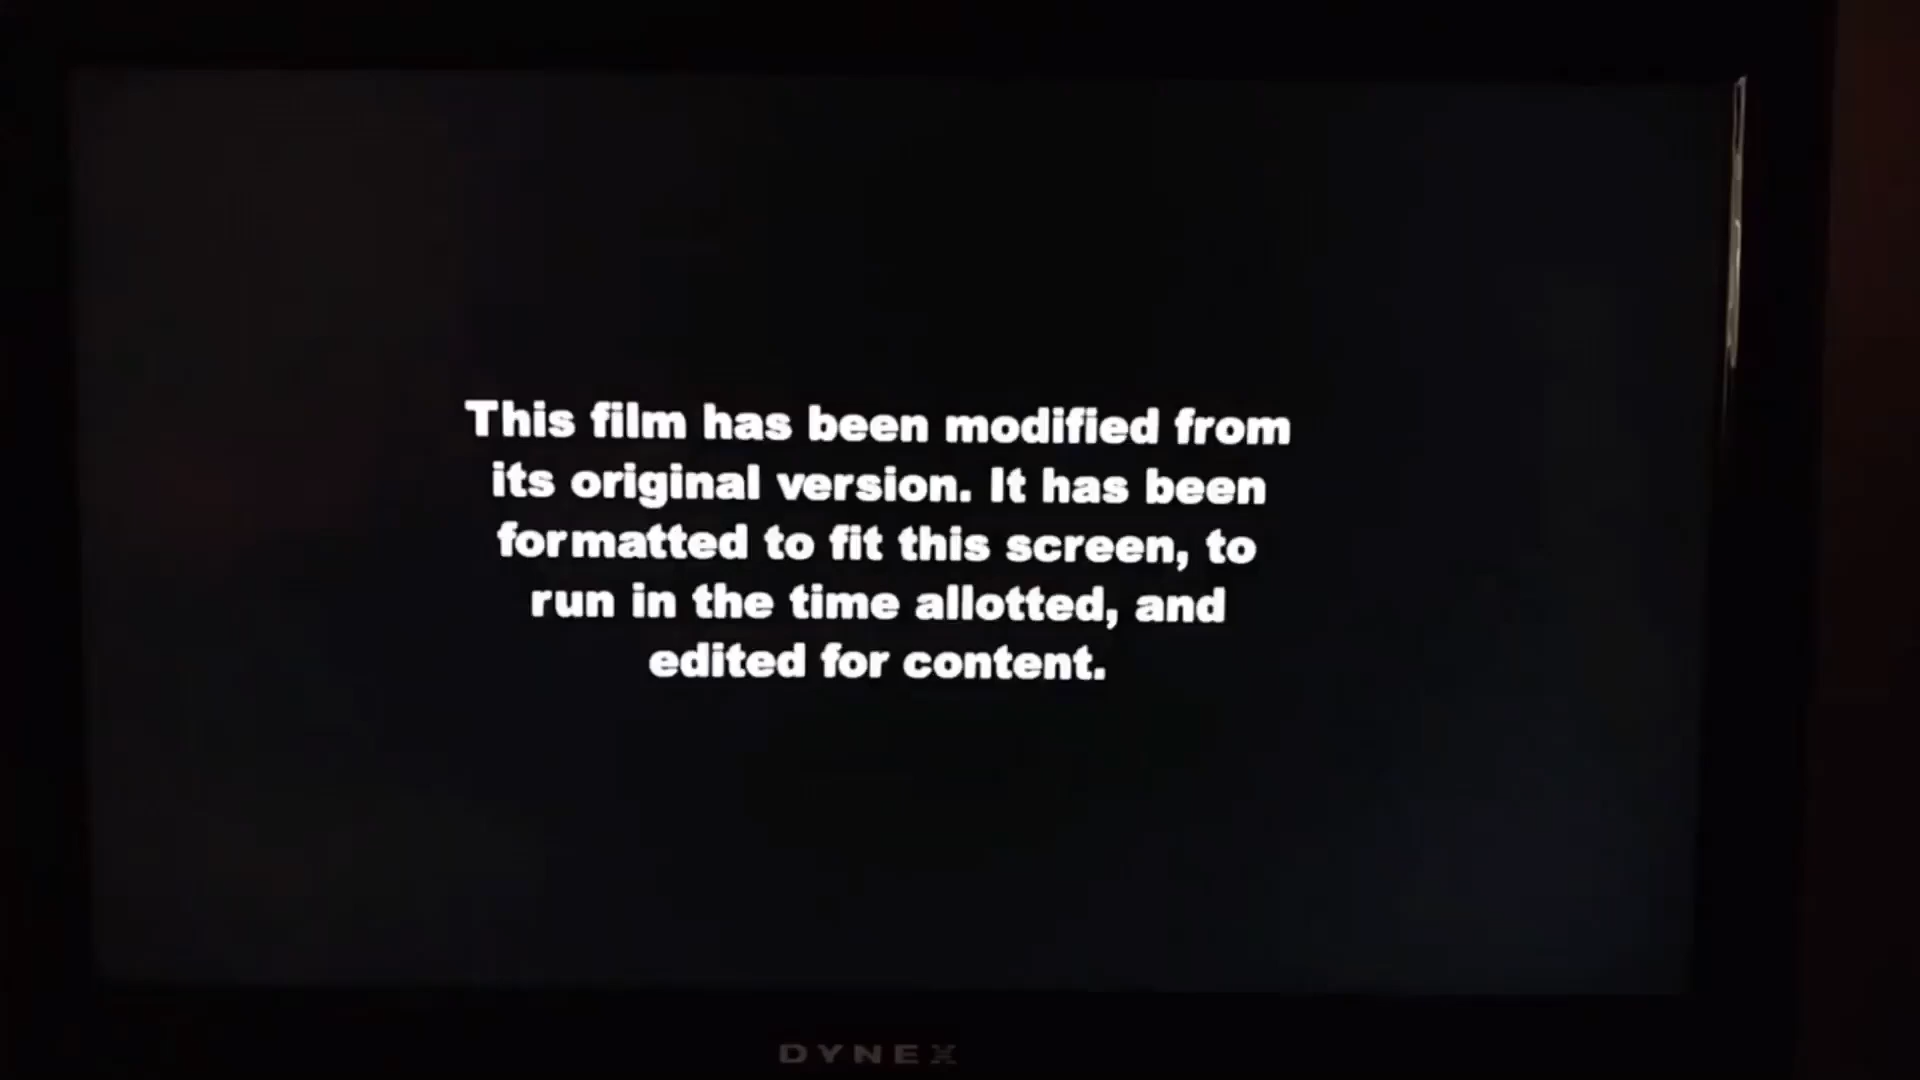 This film has been modified from
its original version. It has been
formatted to fit this screen, to
run in the time allotted, and
edited for content.
DYNEX